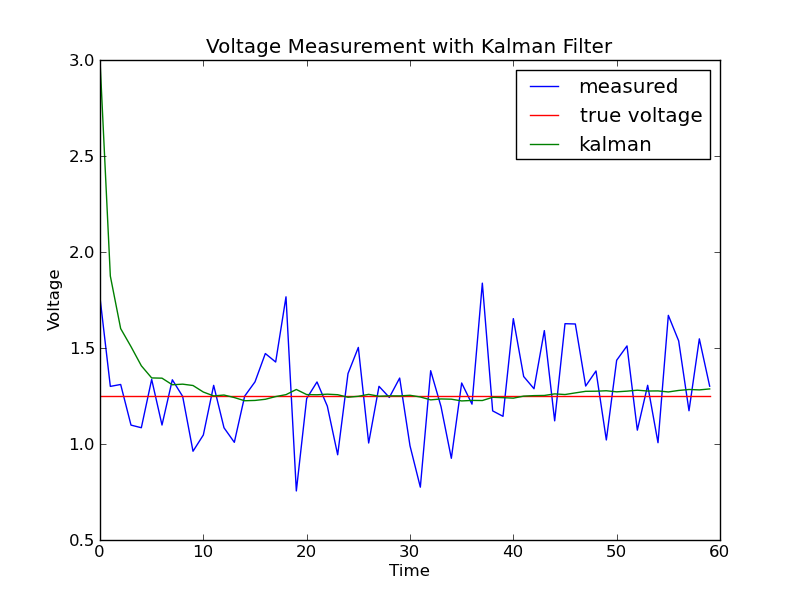 Voltage Measurement with Kalman Filter
measured
true voltage
kalman
3.0
2.5
2.0
1.5
1.0
0.5
Voltage
0 10 20 30 40 50 60
Time